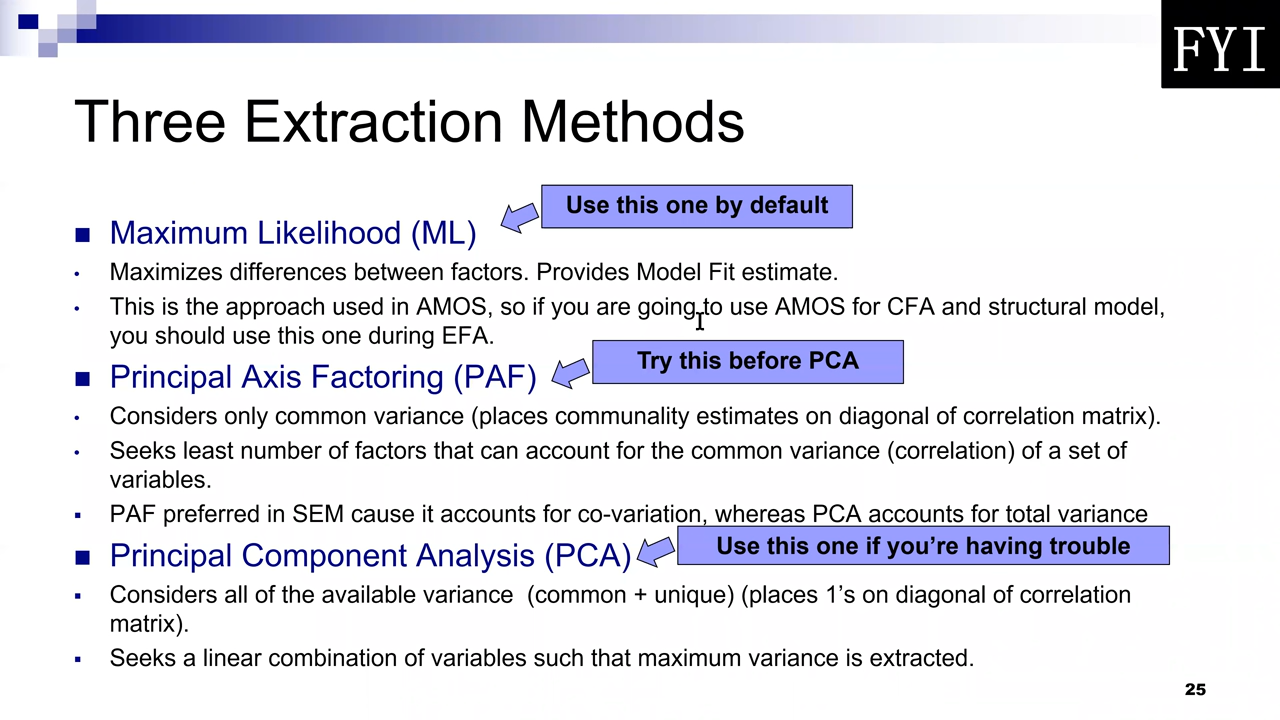 FYI
Three Extraction Methods
Use this one by default
■ Maximum Likelihood (ML)
• Maximizes differences between factors. Provides Model Fit estimate.
• This is the approach used in AMOS, so if you are going to use AMOS for CFA and structural model,
you should use this one during EFA.
Try this before PCA
■ Principal Axis Factoring (PAF)
• Considers only common variance (places communality estimates on diagonal of correlation matrix).
• Seeks least number of factors that can account for the common variance (correlation) of a set of
variables.
▪ PAF preferred in SEM cause it accounts for co-variation, whereas PCA accounts for total variance
Use this one if you’re having trouble
■ Principal Component Analysis (PCA)
▪ Considers all of the available variance (common + unique) (places 1’s on diagonal of correlation
matrix).
▪ Seeks a linear combination of variables such that maximum variance is extracted.
25